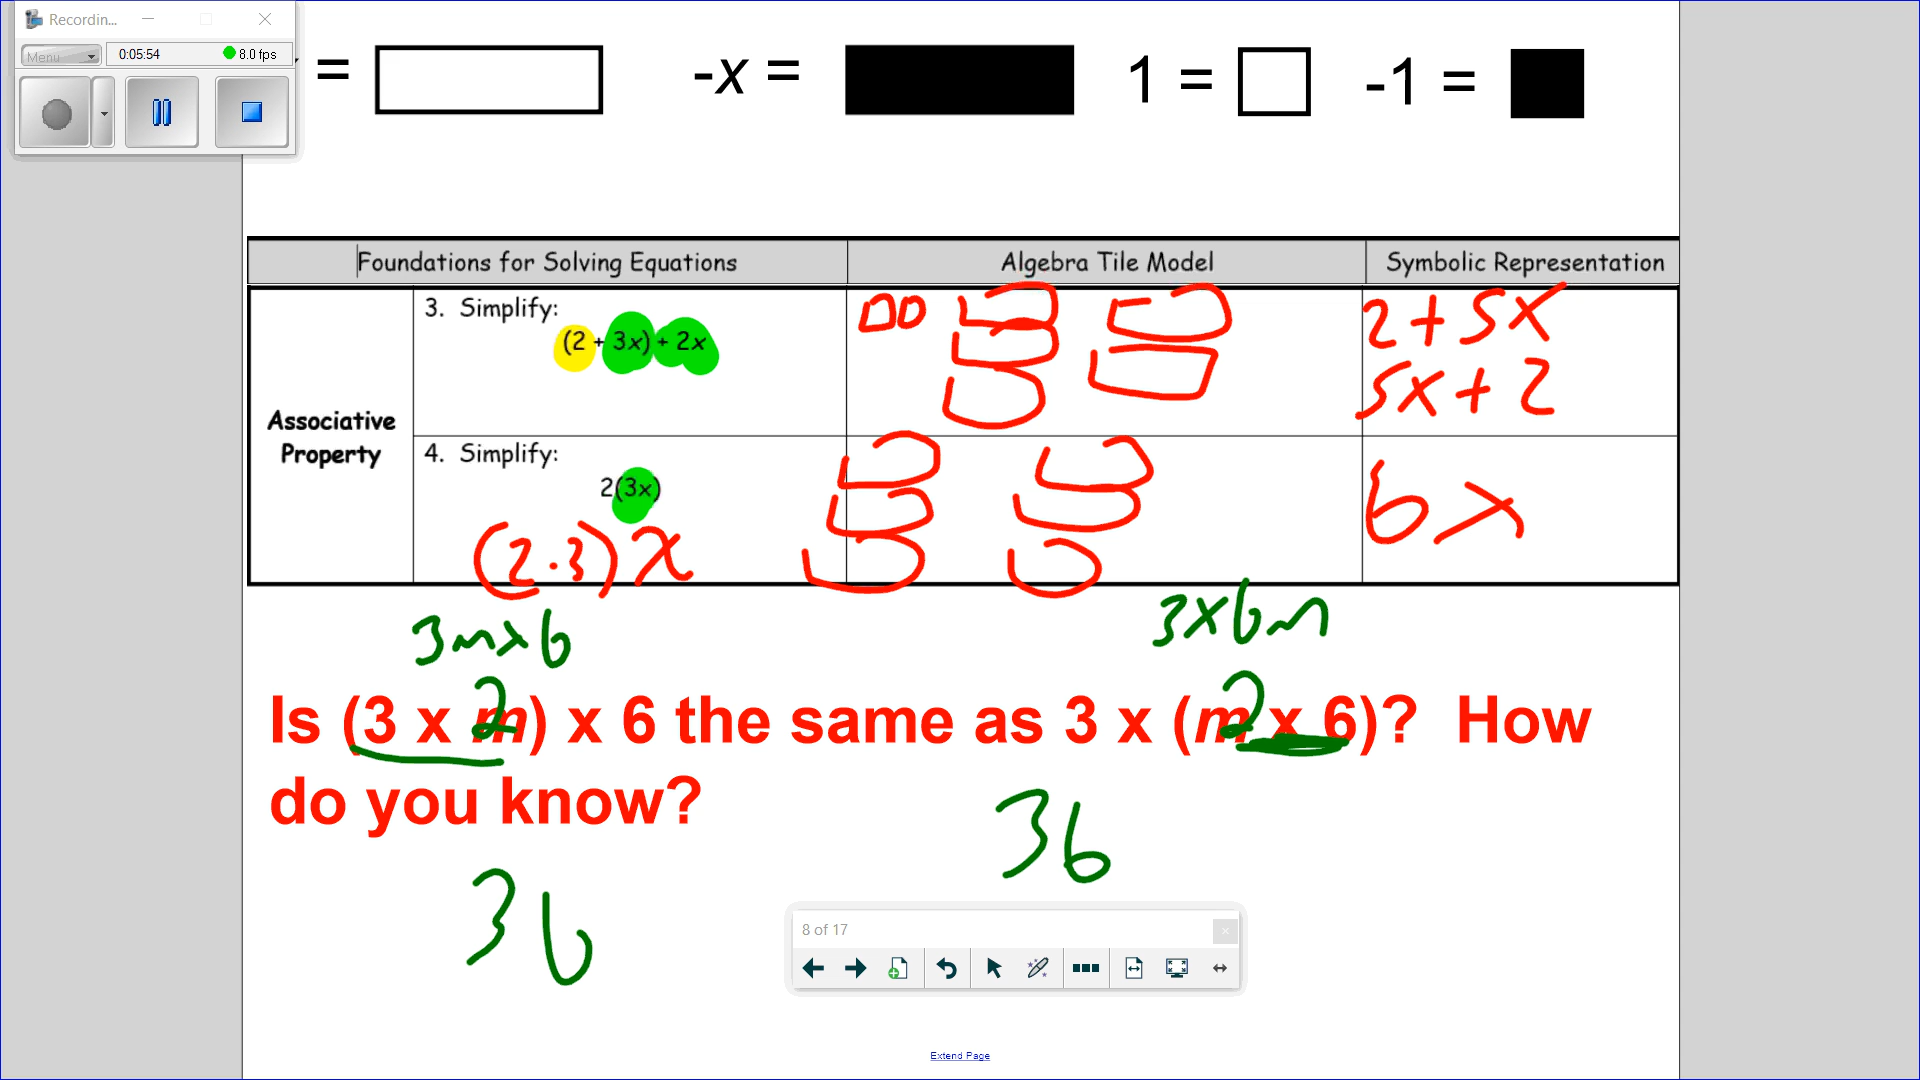 Recordin...
Menu
0:05:54
8.0 fps
=
-x =
1 =
-1 =
Foundations for Solving Equations
Algebra Tile Model
Symbolic Representation
Associative
Property
3. Simplify:
(2 + 3x) + 2x
2 + 5x
5x + 2
4. Simplify:
2(3x)
(2·3)x
6x
3m x 6
3 x 6m
2
2
Is (3 x m) x 6 the same as 3 x (m x 6)? How
do you know?
36
36
8 of 17
Extend Page